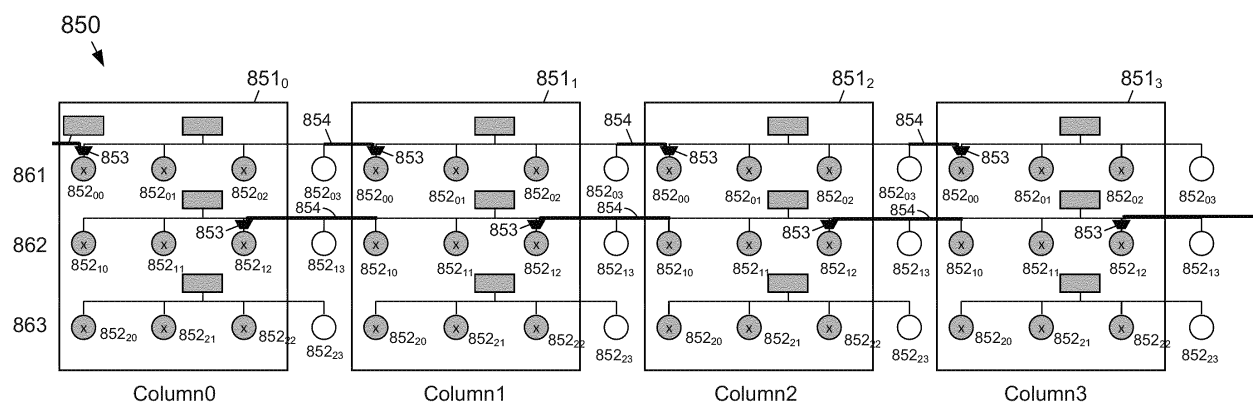 850
851₀ 851₁ 851₂ 851₃
854 854 854
853 853 853 853
861
852₀₀ 852₀₁ 852₀₂ 852₀₃ 852₀₀ 852₀₁ 852₀₂ 852₀₃ 852₀₀ 852₀₁ 852₀₂ 852₀₃ 852₀₀ 852₀₁ 852₀₂ 852₀₃
x x x x x x x x x x x x
854 854 854
853 853 853 853
862
x x x x x x x x x x x x
852₁₀ 852₁₁ 852₁₂ 852₁₃ 852₁₀ 852₁₁ 852₁₂ 852₁₃ 852₁₀ 852₁₁ 852₁₂ 852₁₃ 852₁₀ 852₁₁ 852₁₂ 852₁₃
863
x x x x x x x x x x x x
852₂₀ 852₂₁ 852₂₂ 852₂₃ 852₂₀ 852₂₁ 852₂₂ 852₂₃ 852₂₀ 852₂₁ 852₂₂ 852₂₃ 852₂₀ 852₂₁ 852₂₂ 852₂₃
Column0 Column1 Column2 Column3